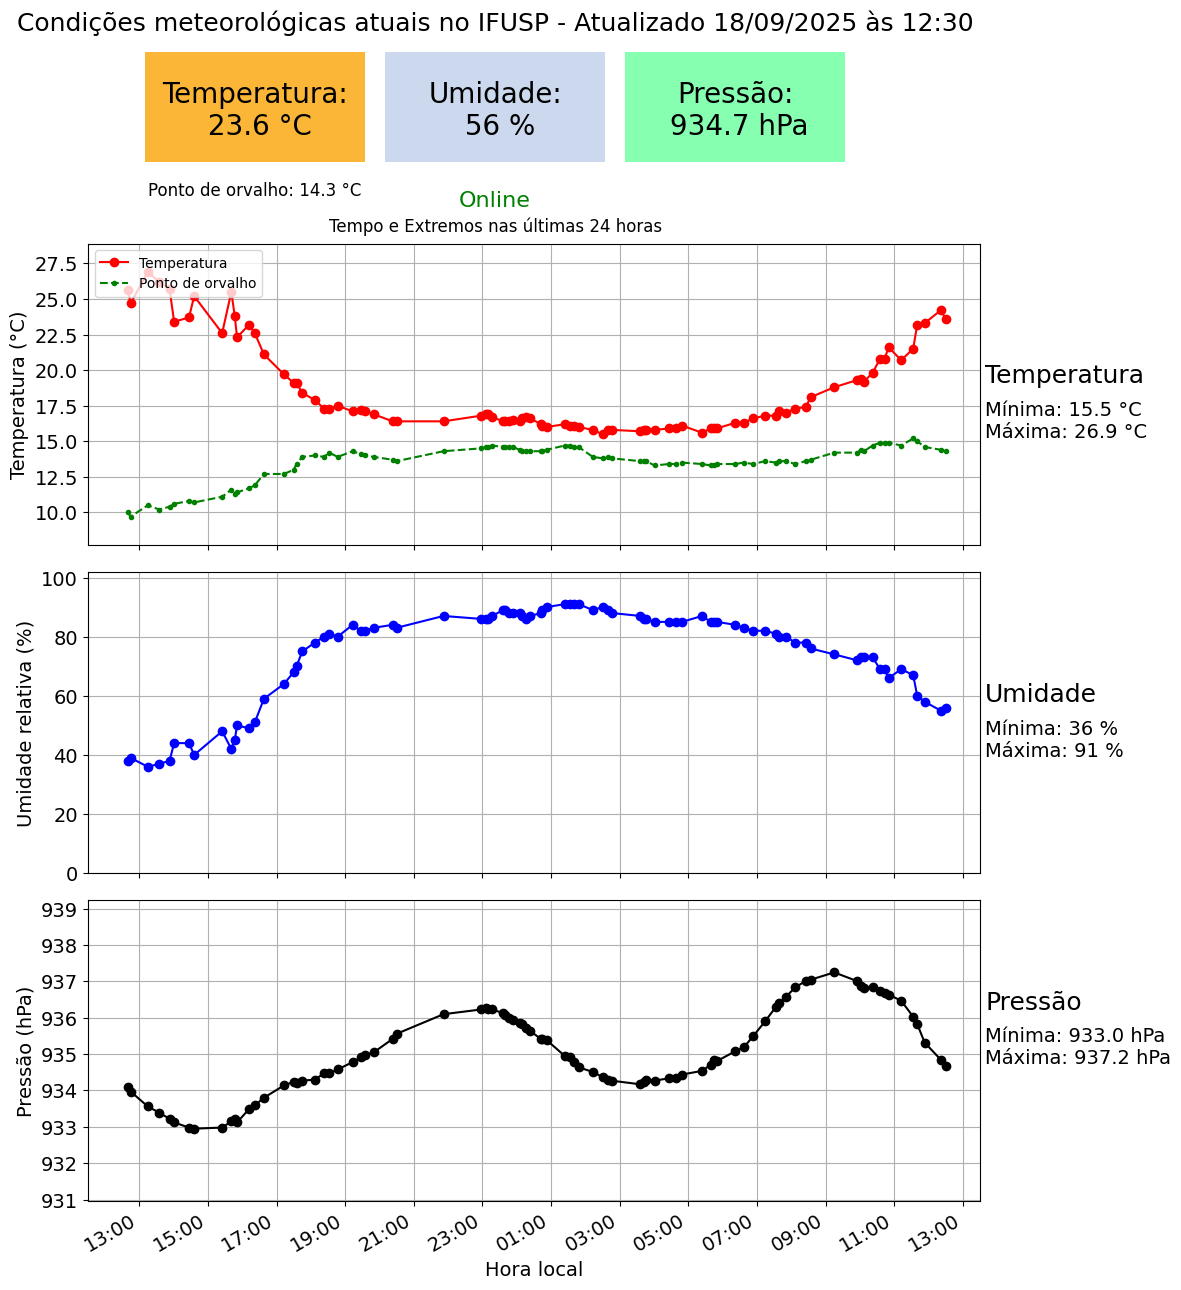 Condições meteorológicas atuais no IFUSP - Atualizado 18/09/2025 às 12:30
Temperatura:
23.6 °C
Umidade:
56 %
Pressão:
934.7 hPa
Ponto de orvalho: 14.3 °C
Online
Tempo e Extremos nas últimas 24 horas
Temperatura
Ponto de orvalho
Temperatura (°C)
27.5
25.0
22.5
20.0
17.5
15.0
12.5
10.0
Temperatura
Mínima: 15.5 °C
Máxima: 26.9 °C
Umidade relativa (%)
100
80
60
40
20
0
Umidade
Mínima: 36 %
Máxima: 91 %
Pressão (hPa)
939
938
937
936
935
934
933
932
931
Pressão
Mínima: 933.0 hPa
Máxima: 937.2 hPa
13:00 15:00 17:00 19:00 21:00 23:00 01:00 03:00 05:00 07:00 09:00 11:00 13:00
Hora local